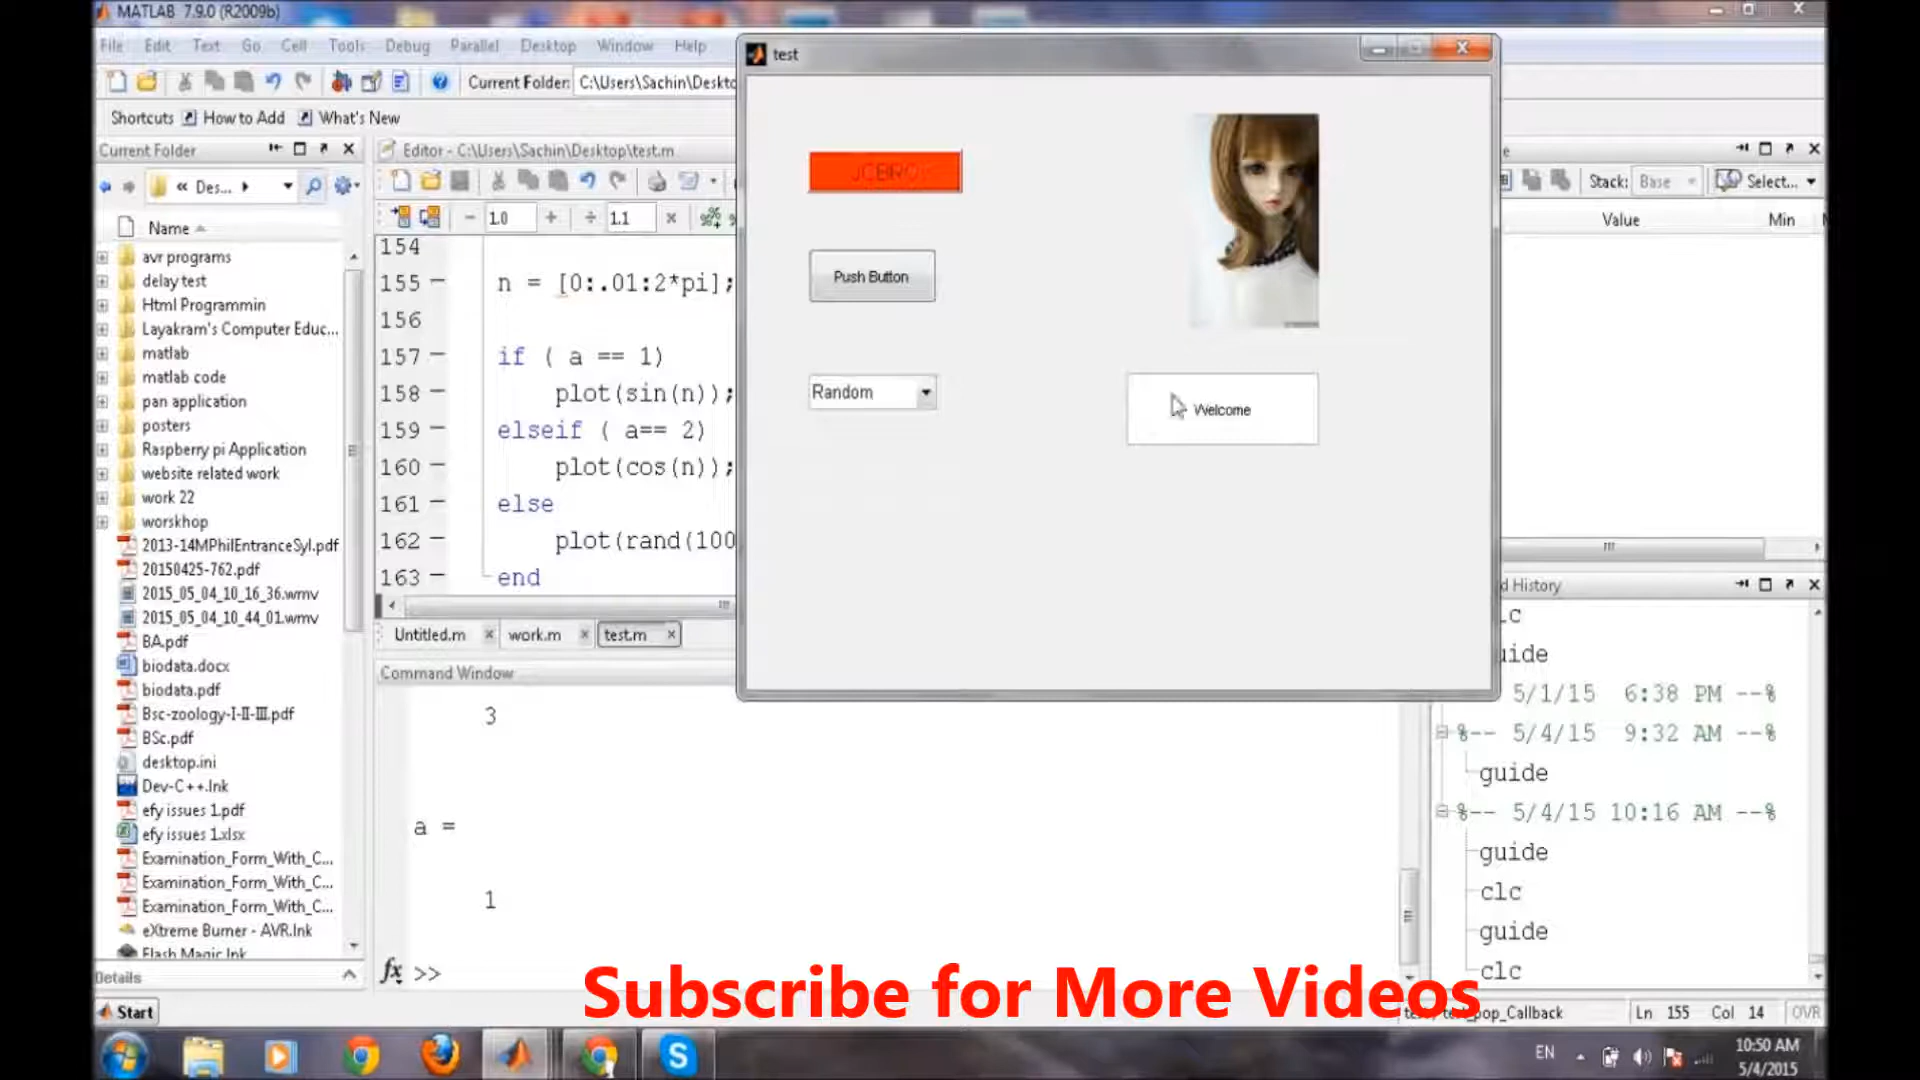 MATLAB 7.9.0 (R2009b)
File Edit Text Go Cell Tools Debug Parallel Desktop Window Help
Current Folder: C:\Users\Sachin\Deskto
Shortcuts How to Add What's New
Current Folder
« Des...
Name
avr programs
delay test
Html Programmin
Layakram's Computer Educ...
matlab
matlab code
pan application
posters
Raspberry pi Application
website related work
work 22
worskhop
2013-14MPhilEntranceSyl.pdf
20150425-762.pdf
2015_05_04_10_16_36.wmv
2015_05_04_10_44_01.wmv
BA.pdf
biodata.docx
biodata.pdf
Bsc-zoology-I-II-III.pdf
BSc.pdf
desktop.ini
Dev-C++.lnk
efy issues 1.pdf
efy issues 1.xlsx
Examination_Form_With_C...
Examination_Form_With_C...
Examination_Form_With_C...
eXtreme Burner - AVR.lnk
Flash Magic.lnk
Details
Start
Editor - C:\Users\Sachin\Desktop\test.m
− 1.0 + ÷ 1.1 ×
154
155 − n = [0:.01:2*pi];
156
157 − if ( a == 1)
158 − plot(sin(n));
159 − elseif ( a== 2)
160 − plot(cos(n));
161 − else
162 − plot(rand(100
163 − end
Untitled.m × work.m × test.m ×
Command Window
3
a =
1
fx >>
test
Push Button
Random
Welcome
Stack: Base Select...
Value Min
d History
guide
5/1/15 6:38 PM --%
%-- 5/4/15 9:32 AM --%
guide
%-- 5/4/15 10:16 AM --%
guide
clc
guide
clc
Subscribe for More Videos
pop_Callback
Ln 155 Col 14 OVR
EN
10:50 AM
5/4/2015